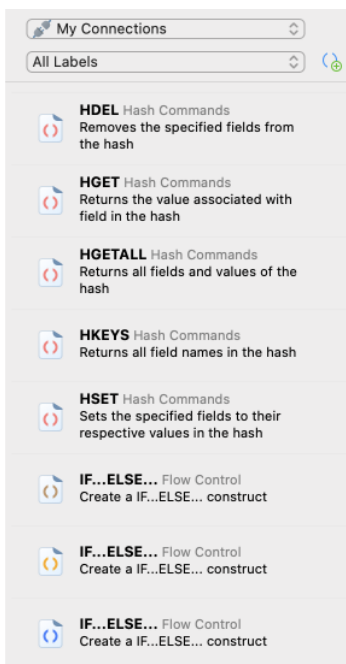 My Connections
All Labels
HDEL Hash Commands
Removes the specified fields from
the hash
HGET Hash Commands
Returns the value associated with
field in the hash
HGETALL Hash Commands
Returns all fields and values of the
hash
HKEYS Hash Commands
Returns all field names in the hash
HSET Hash Commands
Sets the specified fields to their
respective values in the hash
IF...ELSE... Flow Control
Create a IF...ELSE... construct
IF...ELSE... Flow Control
Create a IF...ELSE... construct
IF...ELSE... Flow Control
Create a IF...ELSE... construct